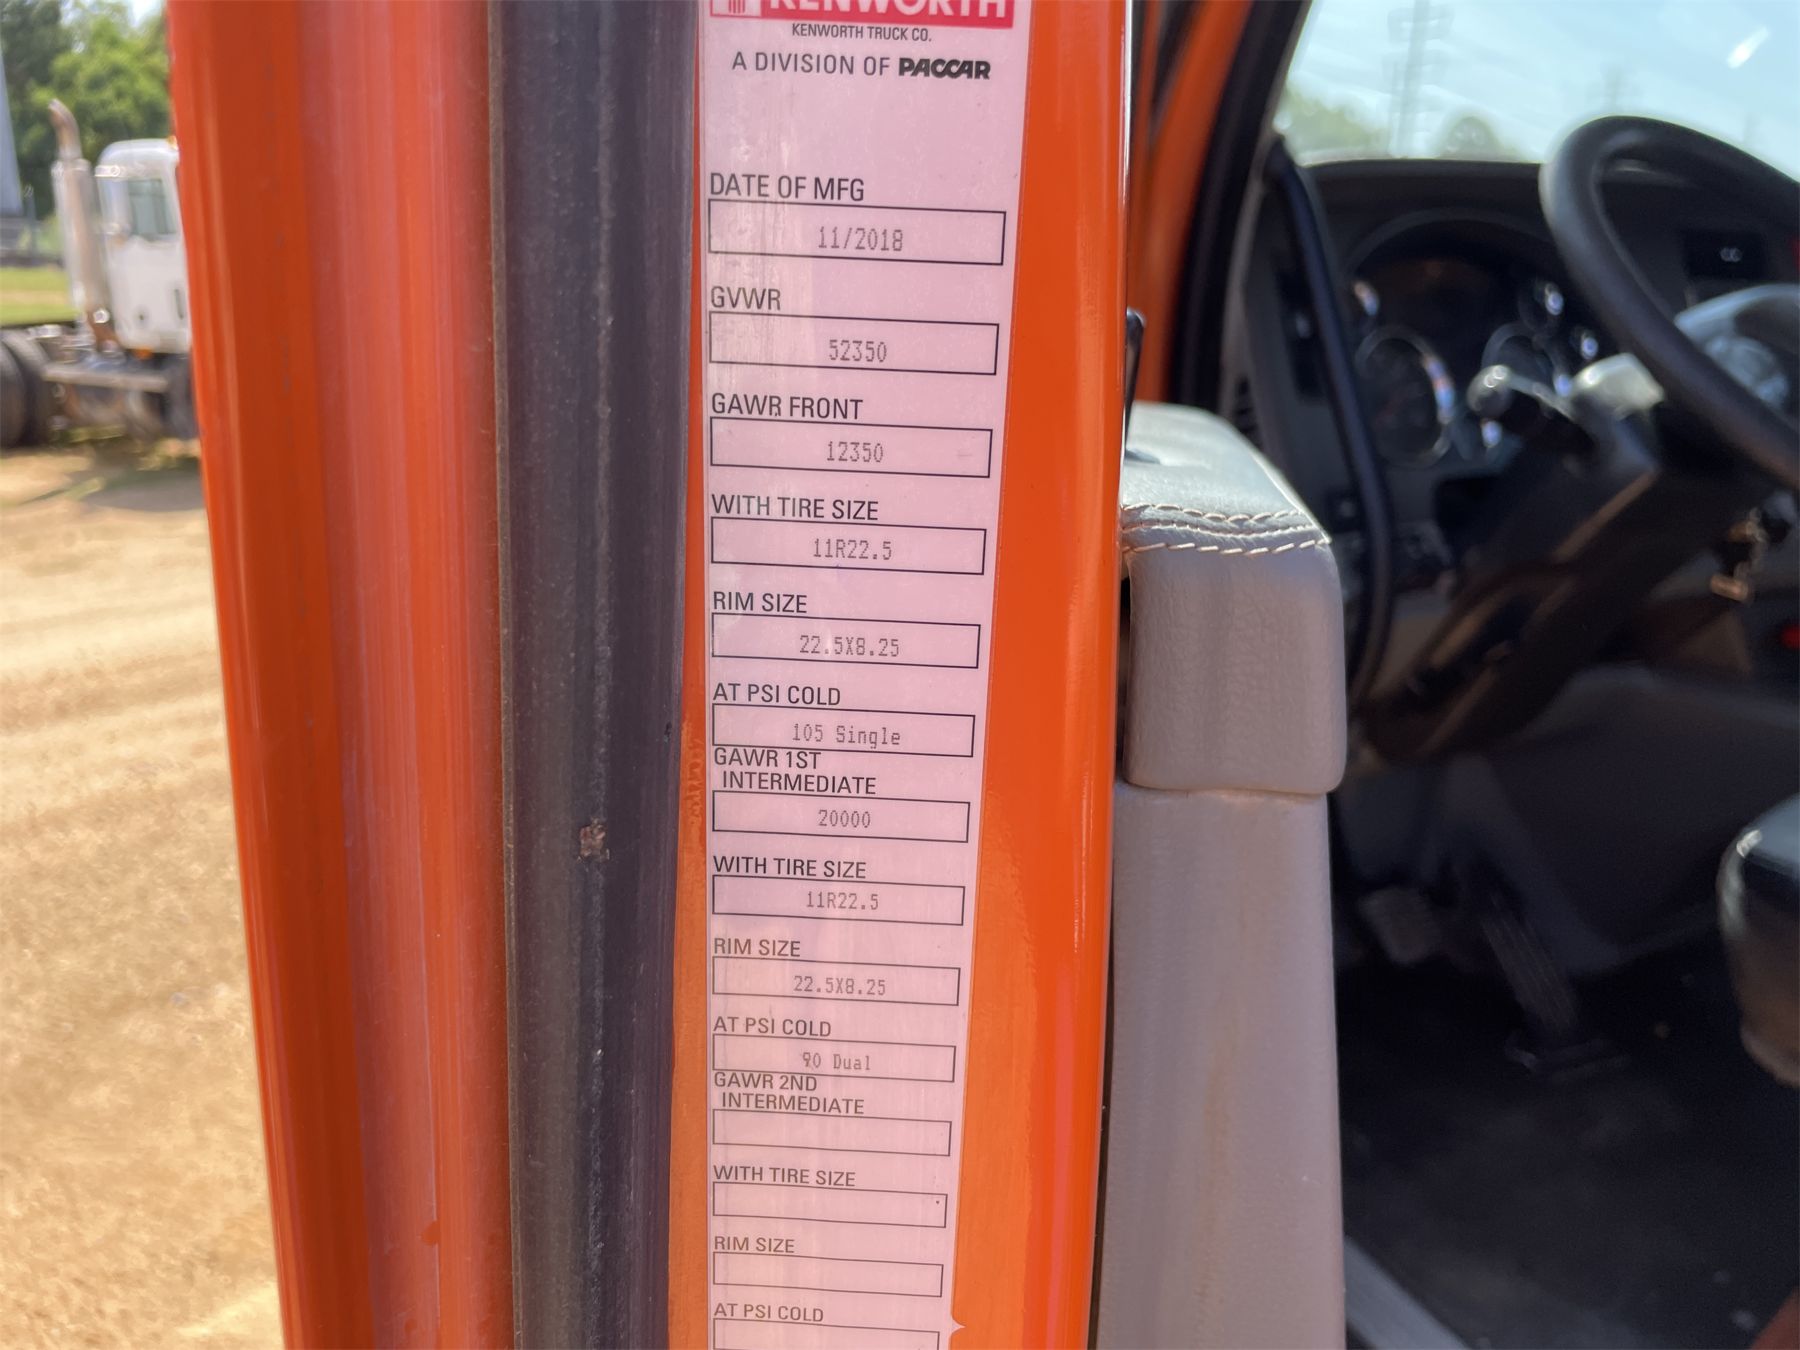 KENWORTH
KENWORTH TRUCK CO.
A DIVISION OF PACCAR
DATE OF MFG
11/2018
GVWR
52350
GAWR FRONT
12350
WITH TIRE SIZE
11R22.5
RIM SIZE
22.5X8.25
AT PSI COLD
105 Single
GAWR 1ST
INTERMEDIATE
20000
WITH TIRE SIZE
11R22.5
RIM SIZE
22.5X8.25
AT PSI COLD
90 Dual
GAWR 2ND
INTERMEDIATE
WITH TIRE SIZE
RIM SIZE
AT PSI COLD